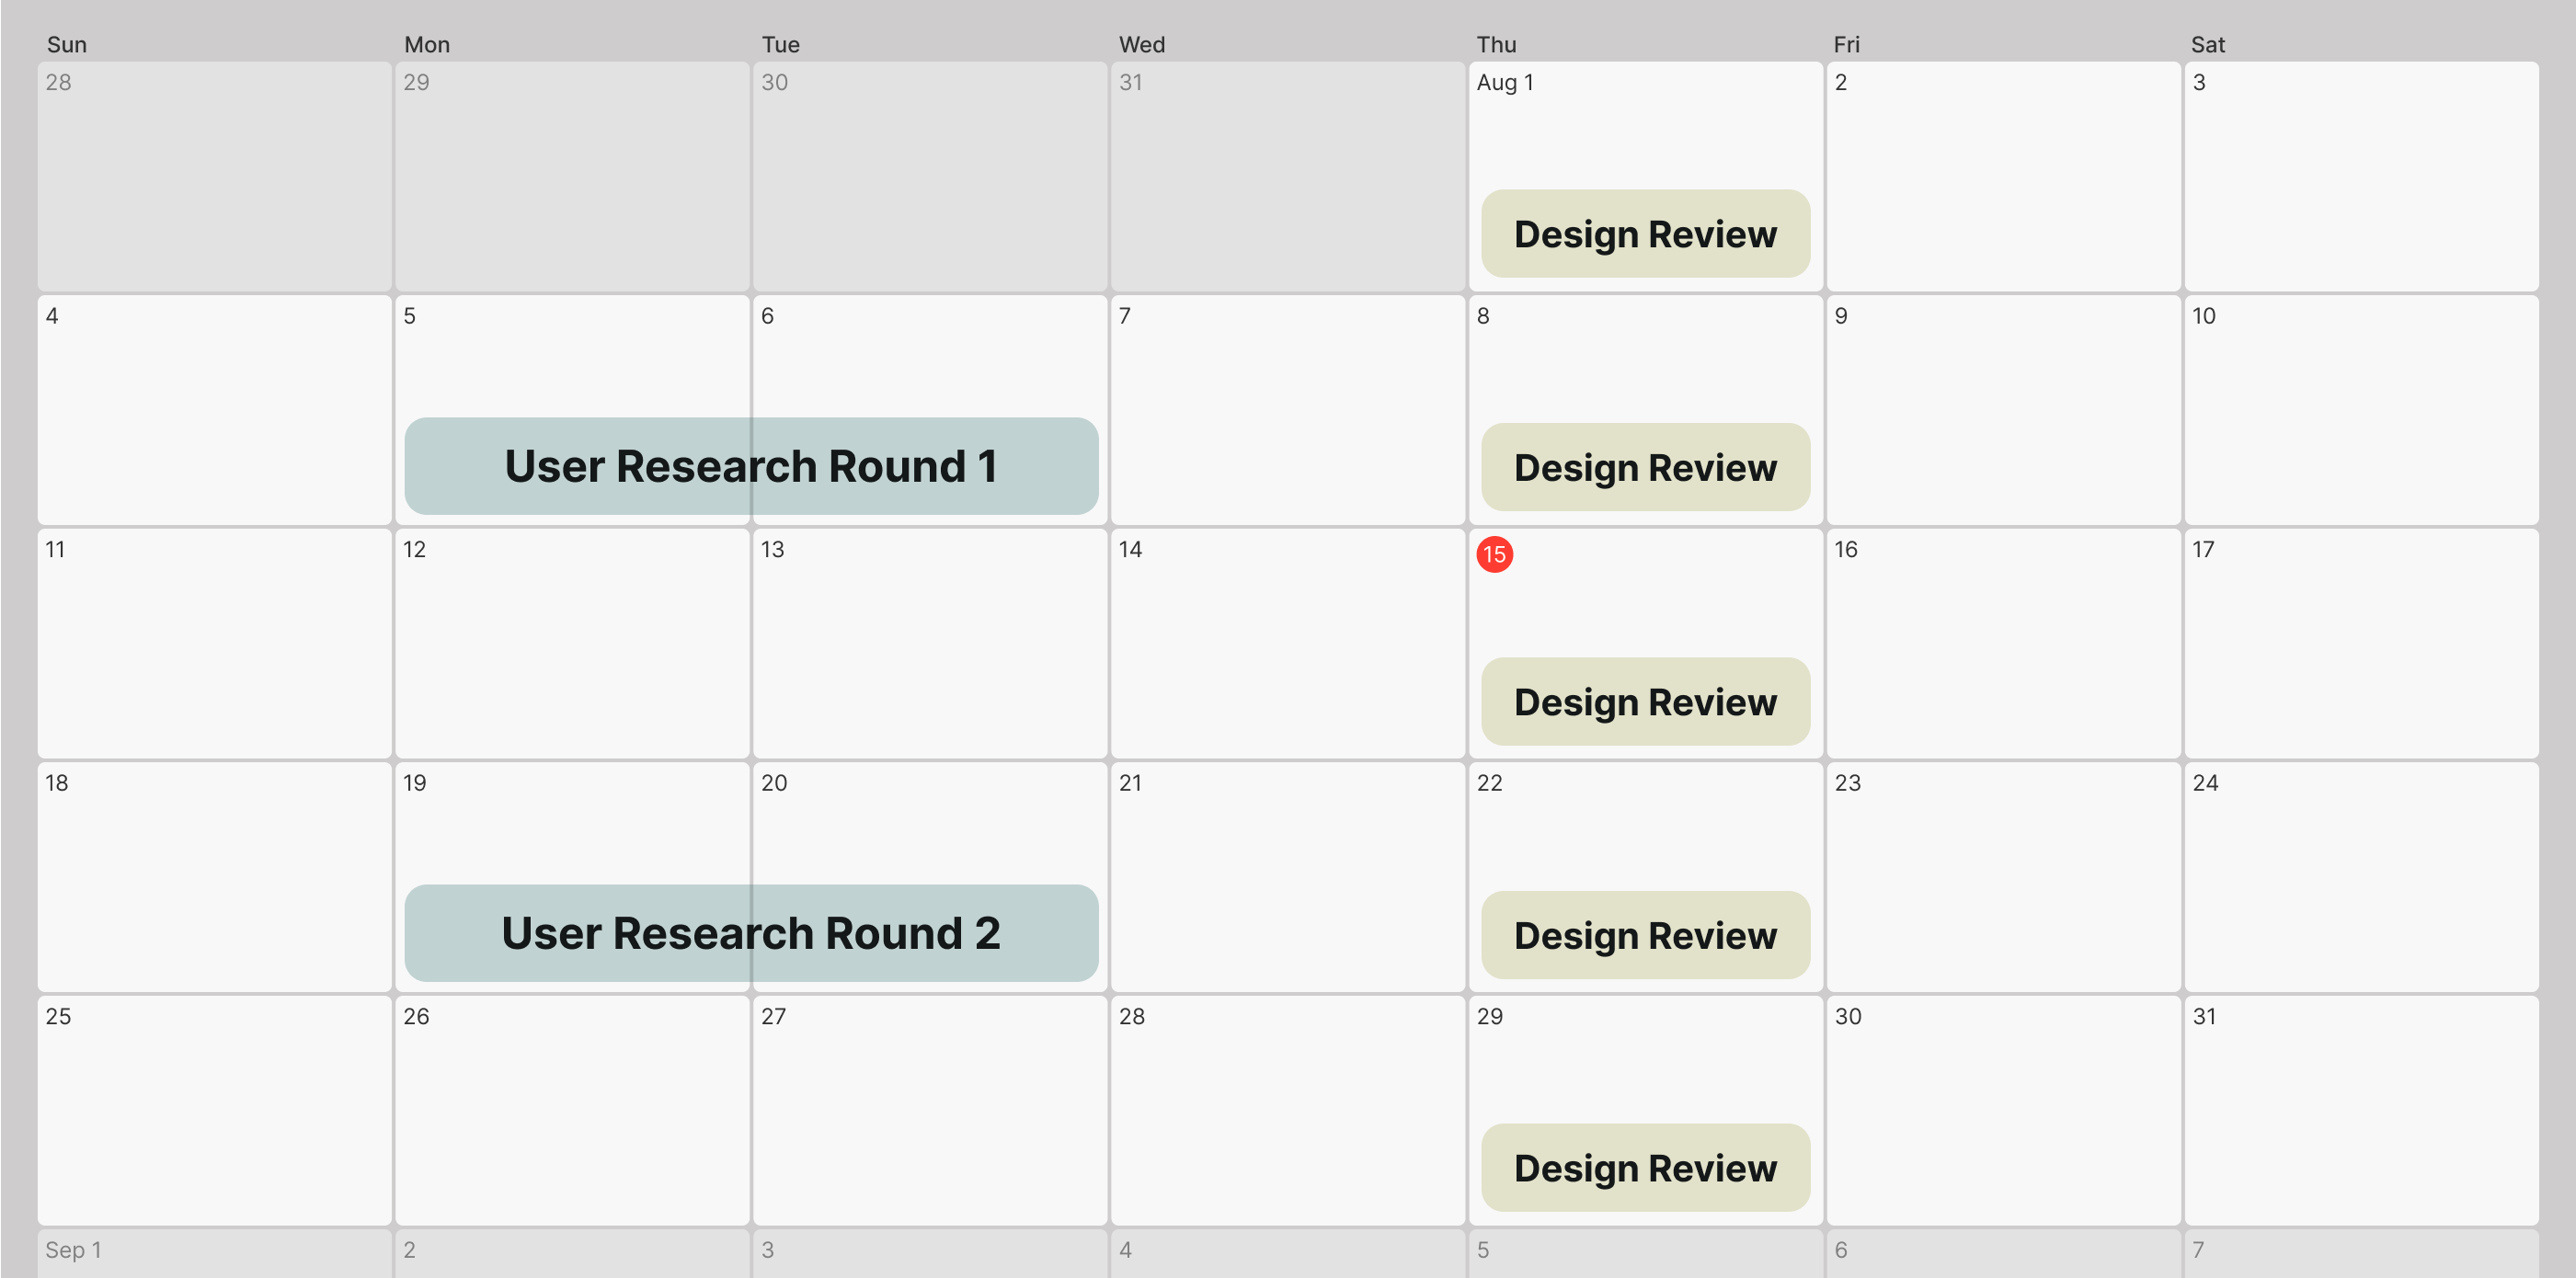 Sun Mon Tue Wed Thu Fri Sat
28 29 30 31 Aug 1 2 3
Design Review
4 5 6 7 8 9 10
User Research Round 1 Design Review
11 12 13 14 15 16 17
Design Review
18 19 20 21 22 23 24
User Research Round 2 Design Review
25 26 27 28 29 30 31
Design Review
Sep 1 2 3 4 5 6 7